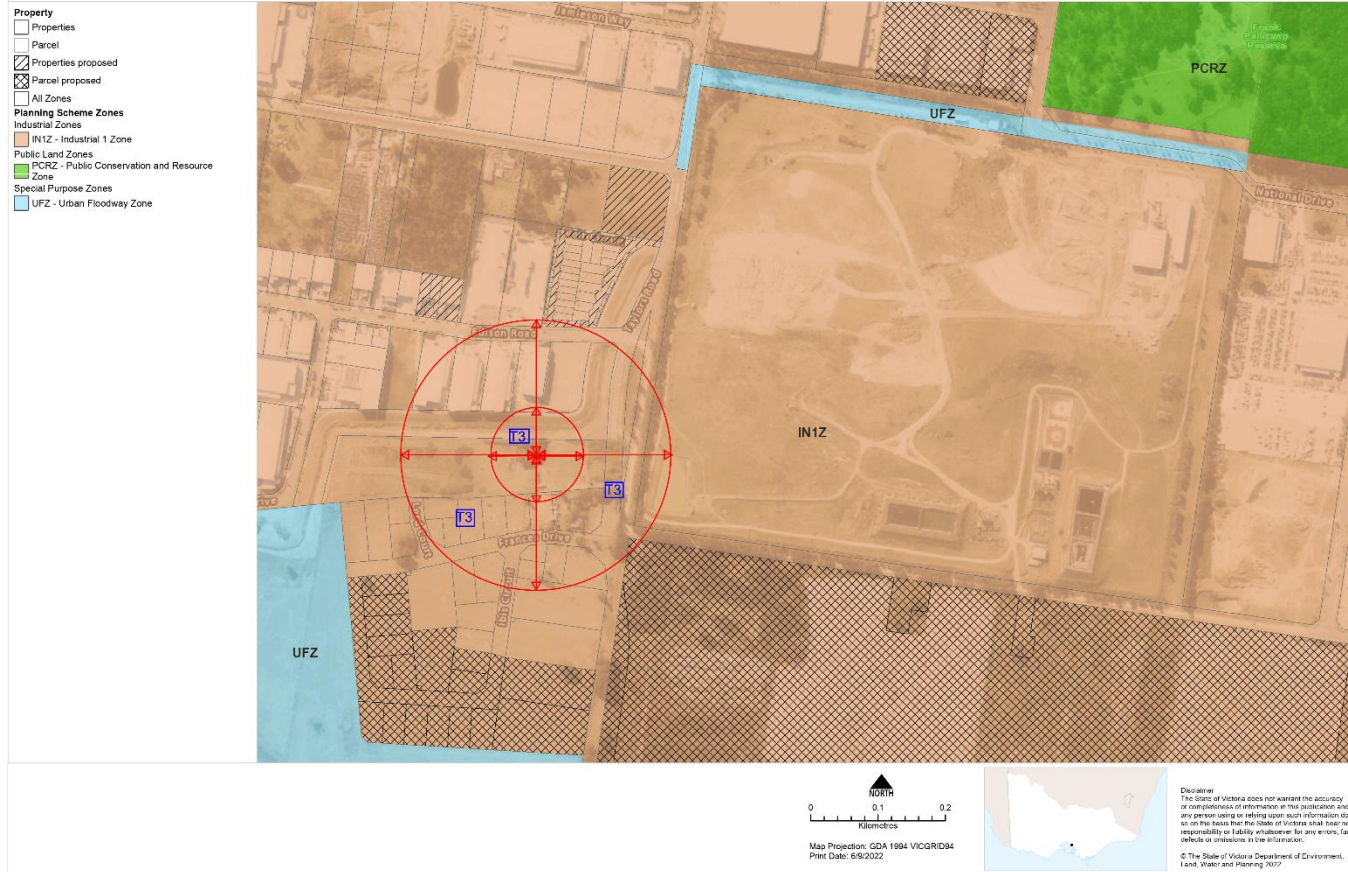 Property
Properties
Parcel
Properties proposed
Parcel proposed
All Zones
Planning Scheme Zones
Industrial Zones
IN1Z - Industrial 1 Zone
Public Land Zones
PCRZ - Public Conservation and Resource
Zone
Special Purpose Zones
UFZ - Urban Floodway Zone
Jamieson Way
PCRZ
UFZ
National Drive
Taylors Road
Edison Road
IN1Z
T3
T3
T3
Frances Drive
Ibis Circuit
UFZ
NORTH
0 0.1 0.2
Kilometres
Map Projection: GDA 1994 VICGRID94
Print Date: 6/9/2022
Disclaimer
The State of Victoria does not warrant the accuracy
or completeness of information in this publication and
any person using or relying upon such information do
so on the basis that the State of Victoria shall bear no
responsibility or liability whatsoever for any errors, fau
defects or omissions in the information.
© The State of Victoria Department of Environment,
Land, Water and Planning 2022